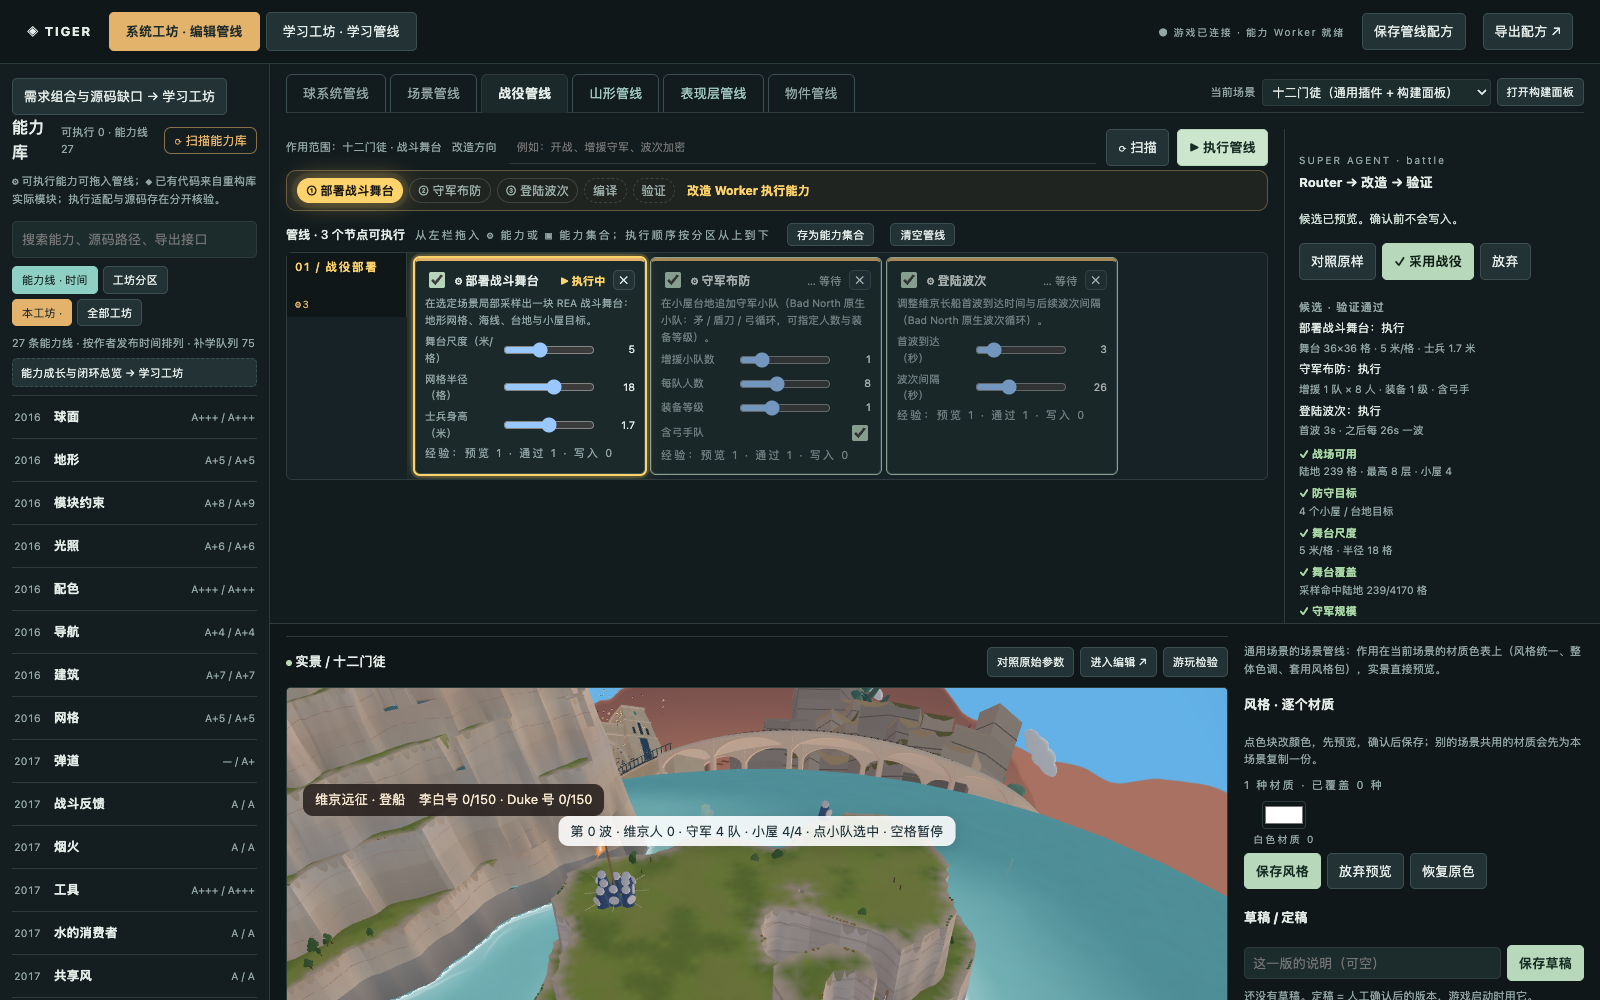 ◈ TIGER
系统工坊 · 编辑管线
学习工坊 · 学习管线
游戏已连接 · 能力 Worker 就绪
保存管线配方
导出配方 ↗
需求组合与源码缺口 → 学习工坊
能力库
可执行 0 · 能力线 27
⟳ 扫描能力库
⚙ 可执行能力可拖入管线；◆ 已有代码来自重构库
实际模块；执行适配与源码存在分开核验。
搜索能力、源码路径、导出接口
能力线 · 时间
工坊分区
本工坊 ·
全部工坊
27 条能力线 · 按作者发布时间排列 · 补学队列 75
能力成长与闭环总览 → 学习工坊
2016 球面 A+++ / A+++
2016 地形 A+5 / A+5
2016 模块约束 A+8 / A+9
2016 光照 A+6 / A+6
2016 配色 A+++ / A+++
2016 导航 A+4 / A+4
2016 建筑 A+7 / A+7
2016 网格 A+5 / A+5
2017 弹道 — / A+
2017 战斗反馈 A / A
2017 烟火 A / A
2017 工具 A+++ / A+++
2017 水的消费者 A / A
2017 共享风 A / A
球系统管线
场景管线
战役管线
山形管线
表现层管线
物件管线
当前场景
十二门徒（通用插件 + 构建面板）
打开构建面板
作用范围：十二门徒 · 战斗舞台
改造方向
例如：开战、增援守军、波次加密
⟳ 扫描
▶ 执行管线
① 部署战斗舞台
② 守军布防
③ 登陆波次
编译
验证
改造 Worker 执行能力
管线 · 3 个节点可执行
从左栏拖入 ⚙ 能力或 ▣ 能力集合；执行顺序按分区从上到下
存为能力集合
清空管线
01 / 战役部署
⚙3
⚙ 部署战斗舞台
▶ 执行中
✕
在选定场景局部采样出一块 REA 战斗舞台：
地形网格、海线、台地与小屋目标。
舞台尺度（米/格） 5
网格半径（格） 18
士兵身高（米） 1.7
经验：预览 1 · 通过 1 · 写入 0
⚙ 守军布防
… 等待
✕
在小屋台地追加守军小队（Bad North 原生
小队：矛 / 盾刀 / 弓循环，可指定人数与装
备等级）。
增援小队数 1
每队人数 8
装备等级 1
含弓手队
经验：预览 1 · 通过 1 · 写入 0
⚙ 登陆波次
… 等待
✕
调整维京长船首波到达时间与后续波次间隔
（Bad North 原生波次循环）。
首波到达（秒） 3
波次间隔（秒） 26
经验：预览 1 · 通过 1 · 写入 0
SUPER AGENT · battle
Router → 改造 → 验证
候选已预览。确认前不会写入。
对照原样
✓ 采用战役
放弃
候选 · 验证通过
部署战斗舞台：执行
舞台 36×36 格 · 5 米/格 · 士兵 1.7 米
守军布防：执行
增援 1 队 × 8 人 · 装备 1 级 · 含弓手
登陆波次：执行
首波 3s · 之后每 26s 一波
✓ 战场可用
陆地 239 格 · 最高 8 层 · 小屋 4
✓ 防守目标
4 个小屋 / 台地目标
✓ 舞台尺度
5 米/格 · 半径 18 格
✓ 舞台覆盖
采样命中陆地 239/4170 格
✓ 守军规模
实景 / 十二门徒
对照原始参数
进入编辑 ↗
游玩检验
维京远征 · 登船 李白号 0/150 · Duke 号 0/150
第 0 波 · 维京人 0 · 守军 4 队 · 小屋 4/4 · 点小队选中 · 空格暂停
通用场景的场景管线：作用在当前场景的材质色表上（风格统一、整
体色调、套用风格包），实景直接预览。
风格 · 逐个材质
点色块改颜色，先预览，确认后保存；别的场景共用的材质会先为本
场景复制一份。
1 种材质 · 已覆盖 0 种
白色材质 0
保存风格
放弃预览
恢复原色
草稿 / 定稿
这一版的说明（可空）
保存草稿
还没有草稿。定稿 = 人工确认后的版本，游戏启动时用它。